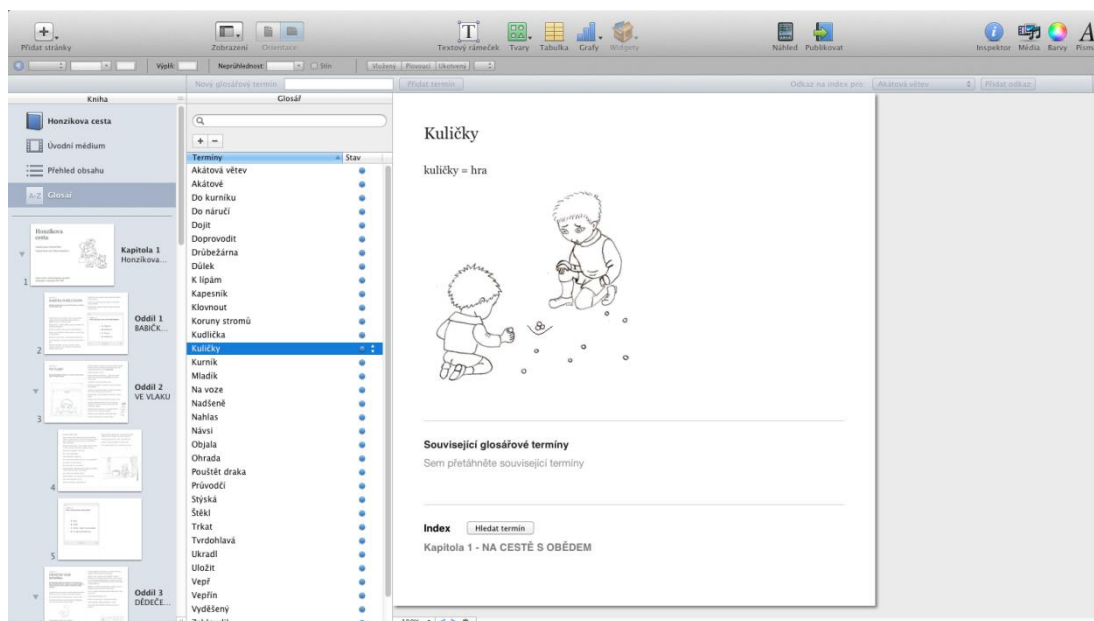 Přidat stránky
Zobrazení
Orientace
Textový rámeček
Tvary
Tabulka
Grafy
Widgety
Náhled
Publikovat
Inspektor
Média
Barvy
Písma
Výplň:
Neprůhlednost:
Stín
Vložený
Plovoucí
Ukotvený
Nový glosářový termín
Přidat termín
Odkaz na index pro:
Akátová větev
Přidat odkaz
Kniha
Honzíkova cesta
Úvodní médium
Přehled obsahu
A-Z Glosář
Honzíkova
cesta
Kapitola 1
Honzíkova...
1
Oddíl 1
BABIČK...
2
Oddíl 2
VE VLAKU
3
4
5
Oddíl 3
DĚDEČE...
Glosář
+ −
Termíny Stav
Akátová větev
Akátové
Do kurníku
Do náručí
Dojit
Doprovodit
Drůbežárna
Důlek
K lípám
Kapesník
Klovnout
Koruny stromů
Kudlička
Kuličky
Kurník
Mladík
Na voze
Nadšeně
Nahlas
Návsi
Objala
Ohrada
Pouštět draka
Průvodčí
Stýská
Štěkl
Trkat
Tvrdohlavá
Ukradl
Uložit
Vepř
Vepřín
Vyděšený
Kuličky
kuličky = hra
Související glosářové termíny
Sem přetáhněte související termíny
Index Hledat termín
Kapitola 1 - NA CESTĚ S OBĚDEM